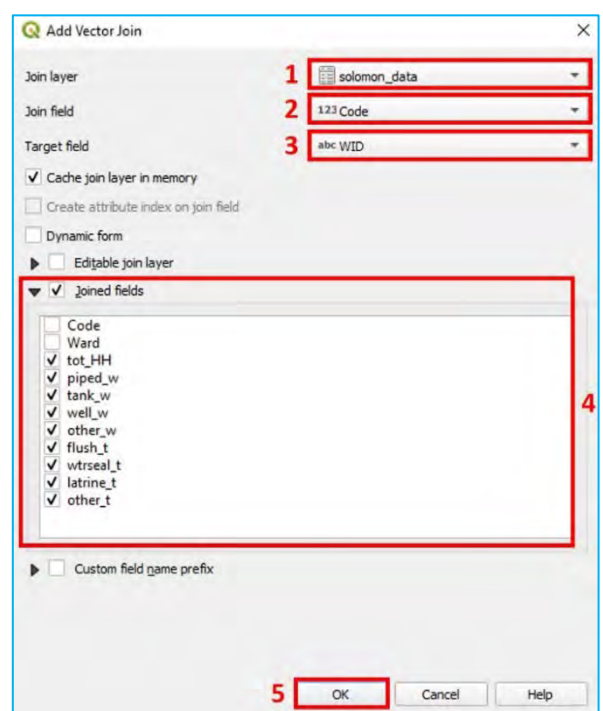 Add Vector Join
Join layer 1 solomon_data
Join field 2 123 Code
Target field 3 abc WID
Cache join layer in memory
Create attribute index on join field
Dynamic form
Editable join layer
Joined fields
Code
Ward
tot_HH
piped_w
tank_w
well_w
other_w
flush_t
wtrseal_t
latrine_t
other_t
4
Custom field name prefix
5 OK Cancel Help